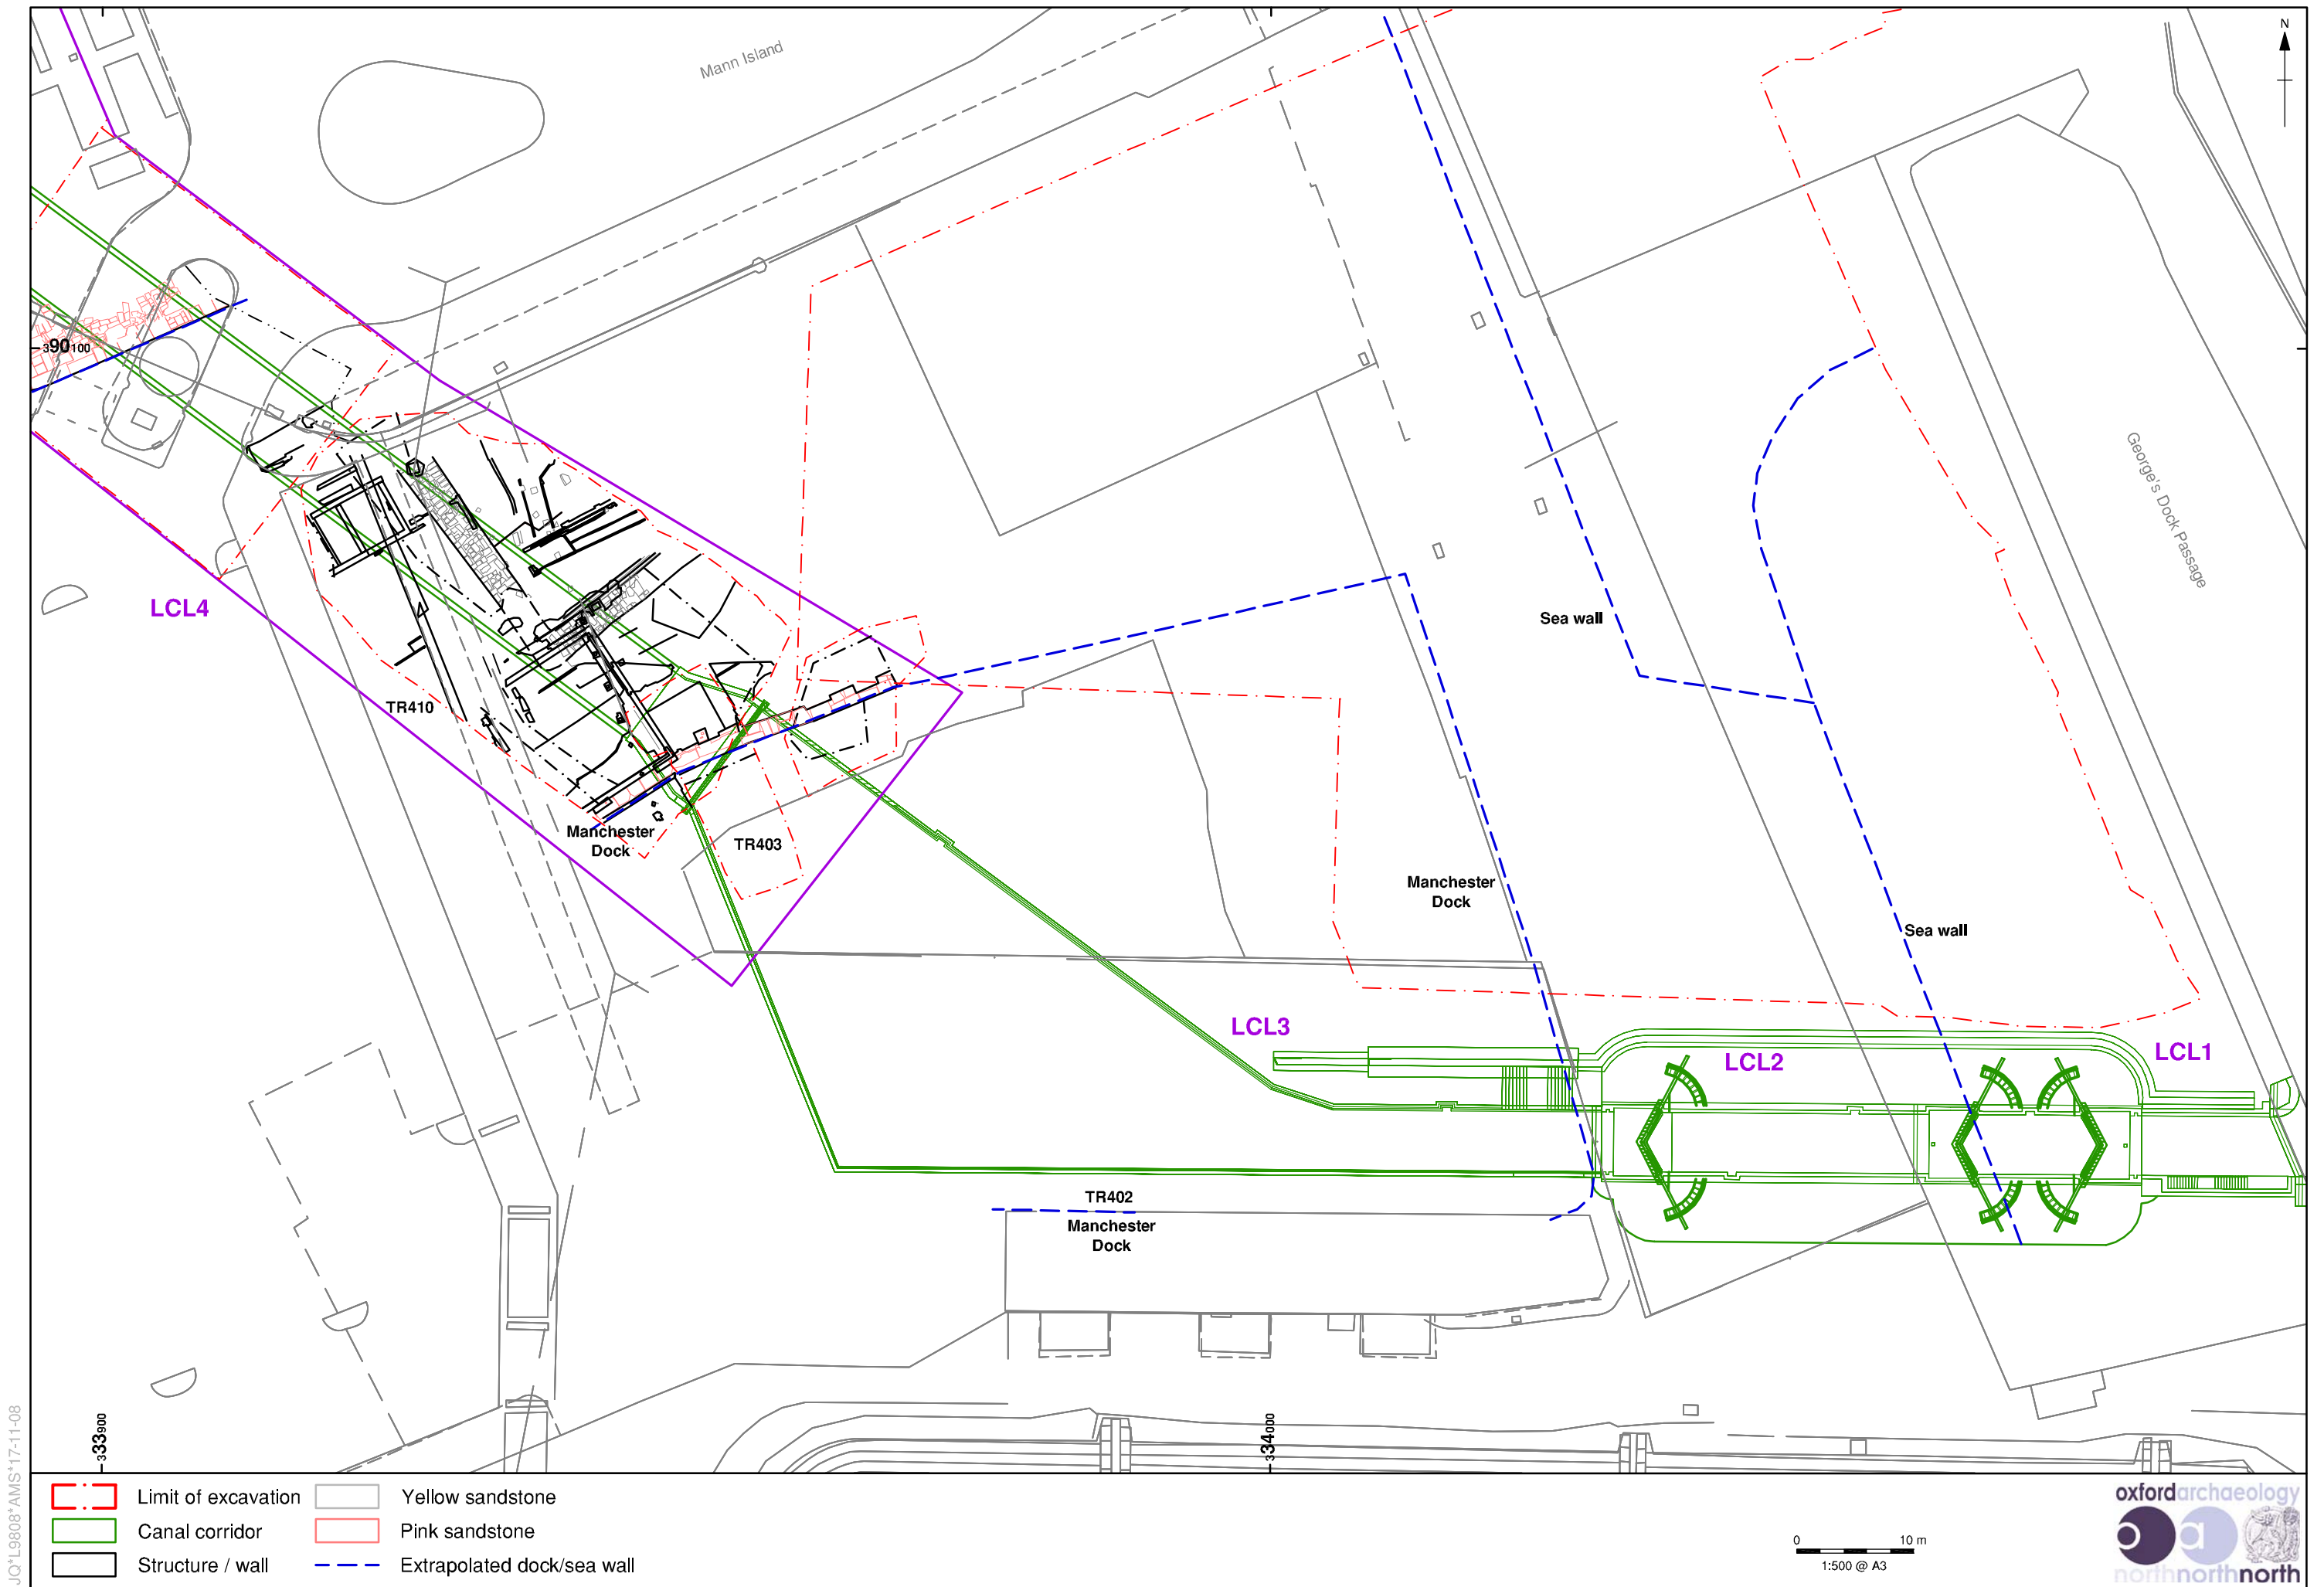 Mann Island
N
390100
George's Dock Passage
LCL4
Sea wall
TR410
Manchester
Dock
TR403
Manchester
Dock
Sea wall
LCL3
LCL2
LCL1
TR402
Manchester
Dock
333900
334000
JQ*L9808*AMS*17-11-08
Limit of excavation
Yellow sandstone
Canal corridor
Pink sandstone
Structure / wall
Extrapolated dock/sea wall
0 10 m
1:500 @ A3
oxfordarchaeology
oa
northnorthnorth